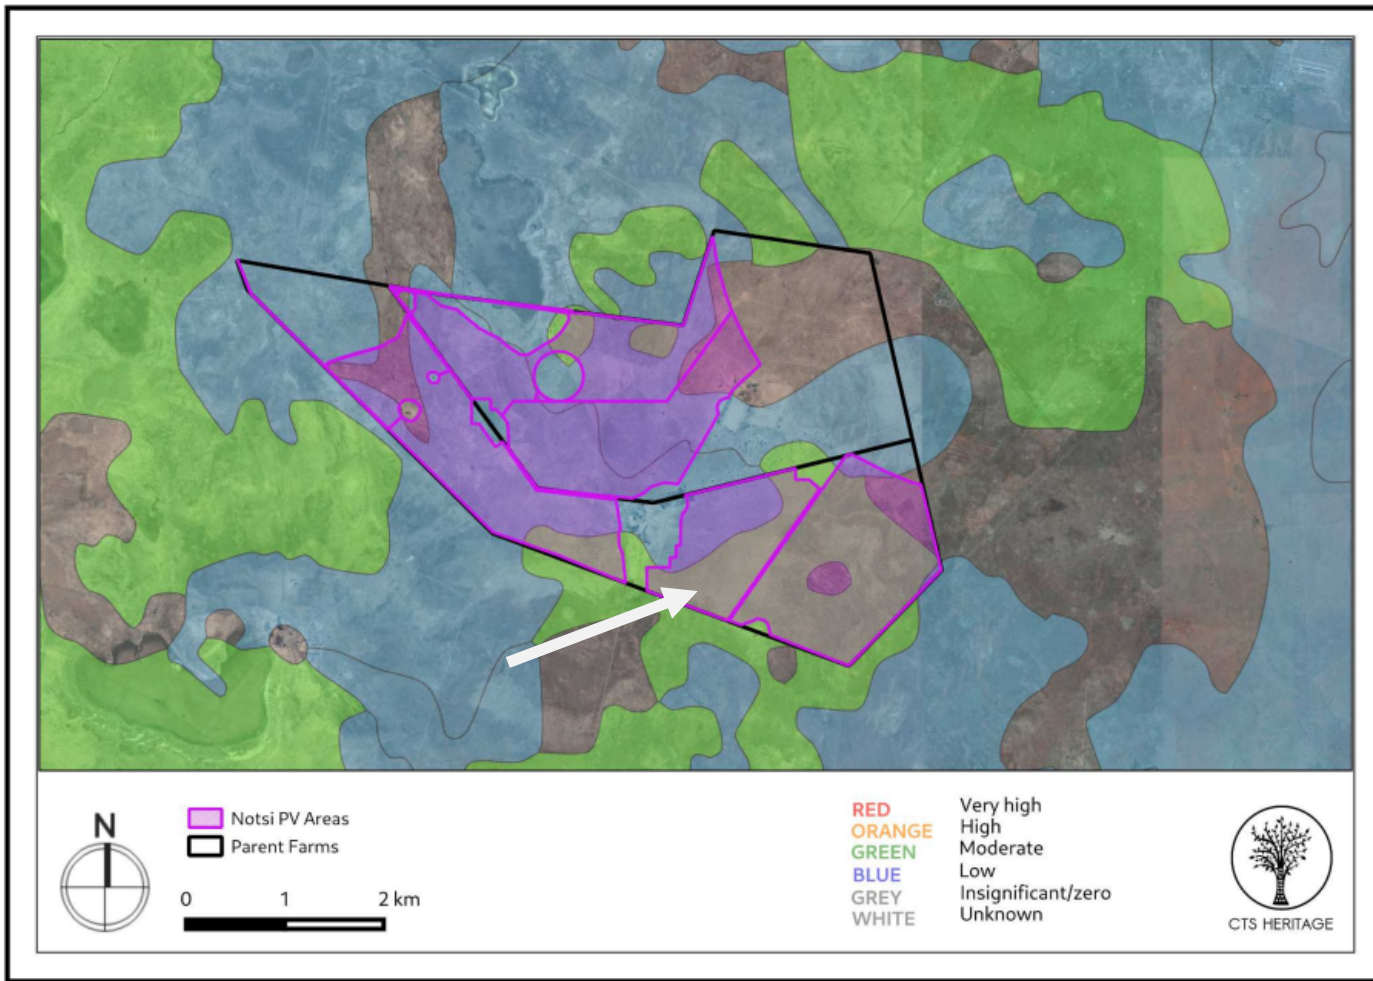 N
0 1 2 km
Notsi PV Areas
Parent Farms
RED Very high
ORANGE High
GREEN Moderate
BLUE Low
GREY Insignificant/zero
WHITE Unknown
CTS HERITAGE